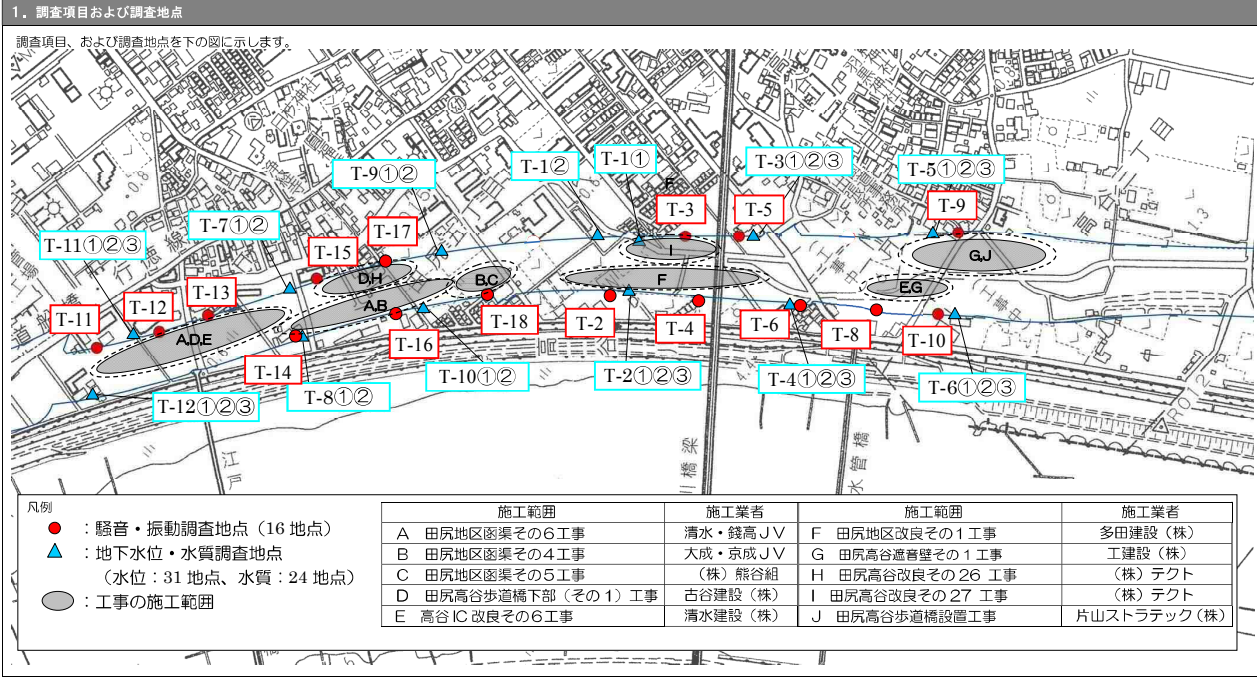 1．調査項目および調査地点
調査項目、および調査地点を下の図に示します。
T-9①②
T-1②
T-1①
T-3①②③
T-5①②③
T-7①②
T-11①②③
T-17
T-15
T-3
T-5
T-9
T-13
T-12
T-11
I
G,J
D,H
B,C
F
E,G
A,B
A,D,E
T-18
T-2
T-4
T-6
T-8
T-10
T-16
T-14
T-10①②
T-2①②③
T-4①②③
T-6①②③
T-8①②
T-12①②③
江戸
川橋梁
水管橋
凡例
：騒音・振動調査地点（16 地点）
：地下水位・水質調査地点
（水位：31 地点、水質：24 地点）
：工事の施工範囲
施工範囲 施工業者 施工範囲 施工業者
A 田尻地区函渠その６工事 清水・錢高ＪＶ F 田尻地区改良その１工事 多田建設（株）
B 田尻地区函渠その４工事 大成・京成ＪＶ G 田尻高谷遮音壁その１工事 工建設（株）
C 田尻地区函渠その５工事 （株）熊谷組 H 田尻高谷改良その26 工事 （株）テクト
D 田尻高谷歩道橋下部（その１）工事 古谷建設（株） I 田尻高谷改良その27 工事 （株）テクト
E 高谷IC改良その６工事 清水建設（株） J 田尻高谷歩道橋設置工事 片山ストラテック（株）